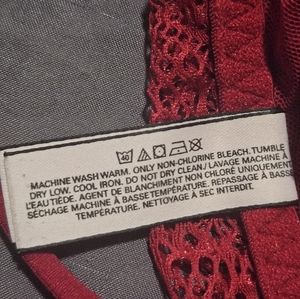 40
MACHINE WASH WARM. ONLY NON-CHLORINE BLEACH. TUMBLE
DRY LOW. COOL IRON. DO NOT DRY CLEAN./ LAVAGE MACHINE À
L'EAU TIÈDE. AGENT DE BLANCHIMENT NON CHLORÉ UNIQUEMENT.
SÉCHAGE MACHINE À BASSE TEMPÉRATURE. REPASSAGE À BASSE
TEMPÉRATURE. NETTOYAGE À SEC INTERDIT.